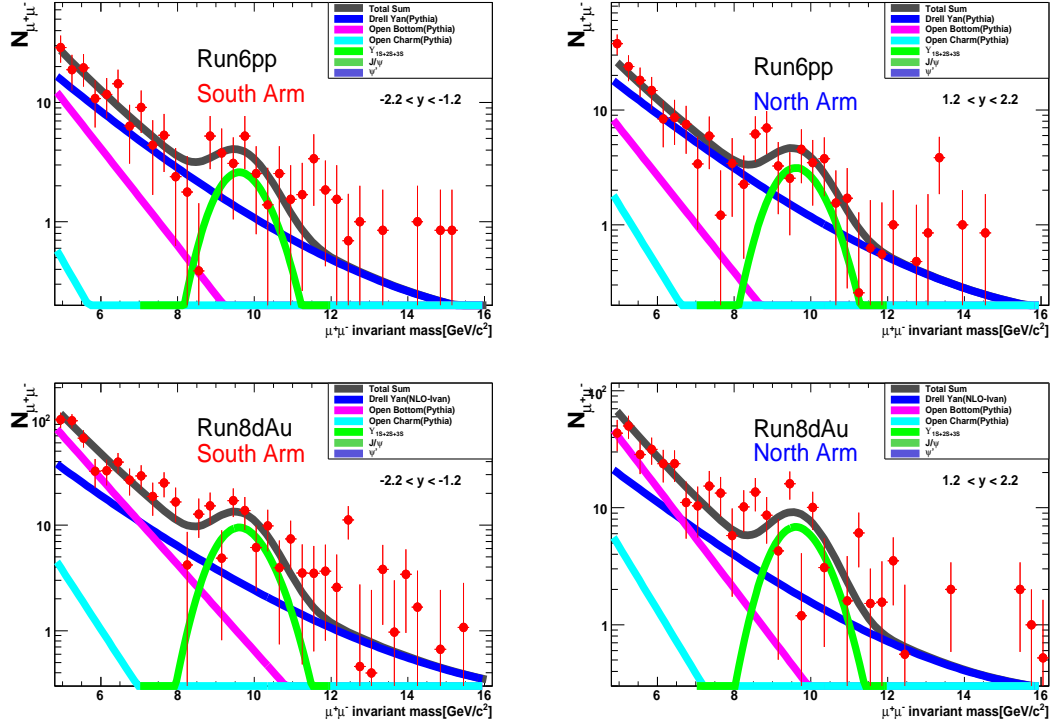 N μ⁺μ⁻
10
1
6 8 10 12 14 16
μ⁺μ⁻ invariant mass[GeV/c²]
Run6pp
South Arm
Total Sum
Drell Yan(Pythia)
Open Bottom(Pythia)
Open Charm(Pythia)
ϒ1S+2S+3S
J/ψ
ψ'
-2.2 < y < -1.2
N μ⁺μ⁻
10
1
6 8 10 12 14 16
μ⁺μ⁻ invariant mass[GeV/c²]
Run6pp
North Arm
Total Sum
Drell Yan(Pythia)
Open Bottom(Pythia)
Open Charm(Pythia)
ϒ1S+2S+3S
J/ψ
ψ'
1.2 < y < 2.2
N μ⁺μ⁻
10²
10
1
6 8 10 12 14 16
μ⁺μ⁻ invariant mass[GeV/c²]
Run8dAu
South Arm
Total Sum
Drell Yan(NLO-Ivan)
Open Bottom(Pythia)
Open Charm(Pythia)
ϒ1S+2S+3S
J/ψ
ψ'
-2.2 < y < -1.2
N μ⁺μ⁻
10²
10
1
6 8 10 12 14 16
μ⁺μ⁻ invariant mass[GeV/c²]
Run8dAu
North Arm
Total Sum
Drell Yan(NLO-Ivan)
Open Bottom(Pythia)
Open Charm(Pythia)
ϒ1S+2S+3S
J/ψ
ψ'
1.2 < y < 2.2